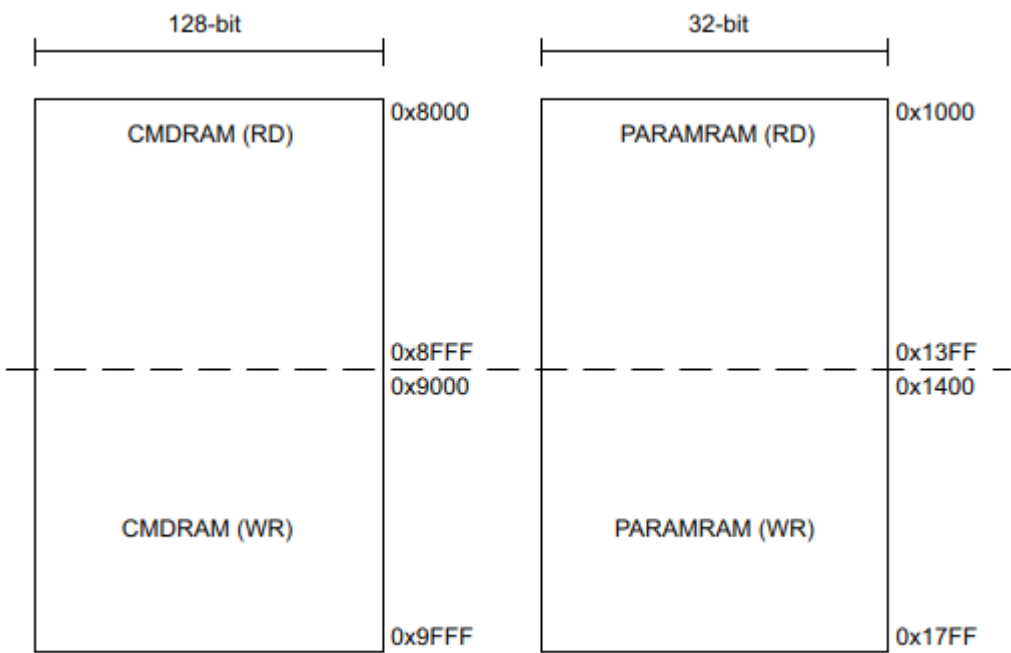 128-bit
32-bit
0x8000
0x1000
CMDRAM (RD)
PARAMRAM (RD)
0x8FFF
0x13FF
0x9000
0x1400
CMDRAM (WR)
PARAMRAM (WR)
0x9FFF
0x17FF